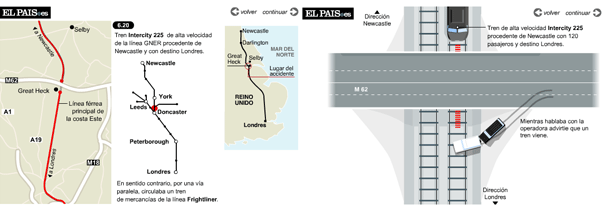 EL PAIS.es
a Newcastle
Selby
M62
Great Heck
A1
Línea férrea
principal de
la costa Este
A19
M18
a Londres
6.20
Tren Intercity 225 de alta velocidad
de la línea GNER procedente de
Newcastle y con destino Londres.
Newcastle
York
Leeds
Doncaster
Peterborough
Londres
En sentido contrario, por una vía
paralela, circulaba un tren
de mercancías de la línea Frightliner.
volver continuar
Newcastle
Darlington
MAR DEL
NORTE
Great
Heck
Selby
Lugar del
accidente
REINO
UNIDO
Londres
EL PAIS.es
volver continuar
Dirección
Newcastle
Tren de alta velocidad Intercity 225
procedente de Newcastle con 120
pasajeros y destino Londres.
M 62
Mientras hablaba con la
operadora advirtie que un
tren viene.
Dirección
Londres